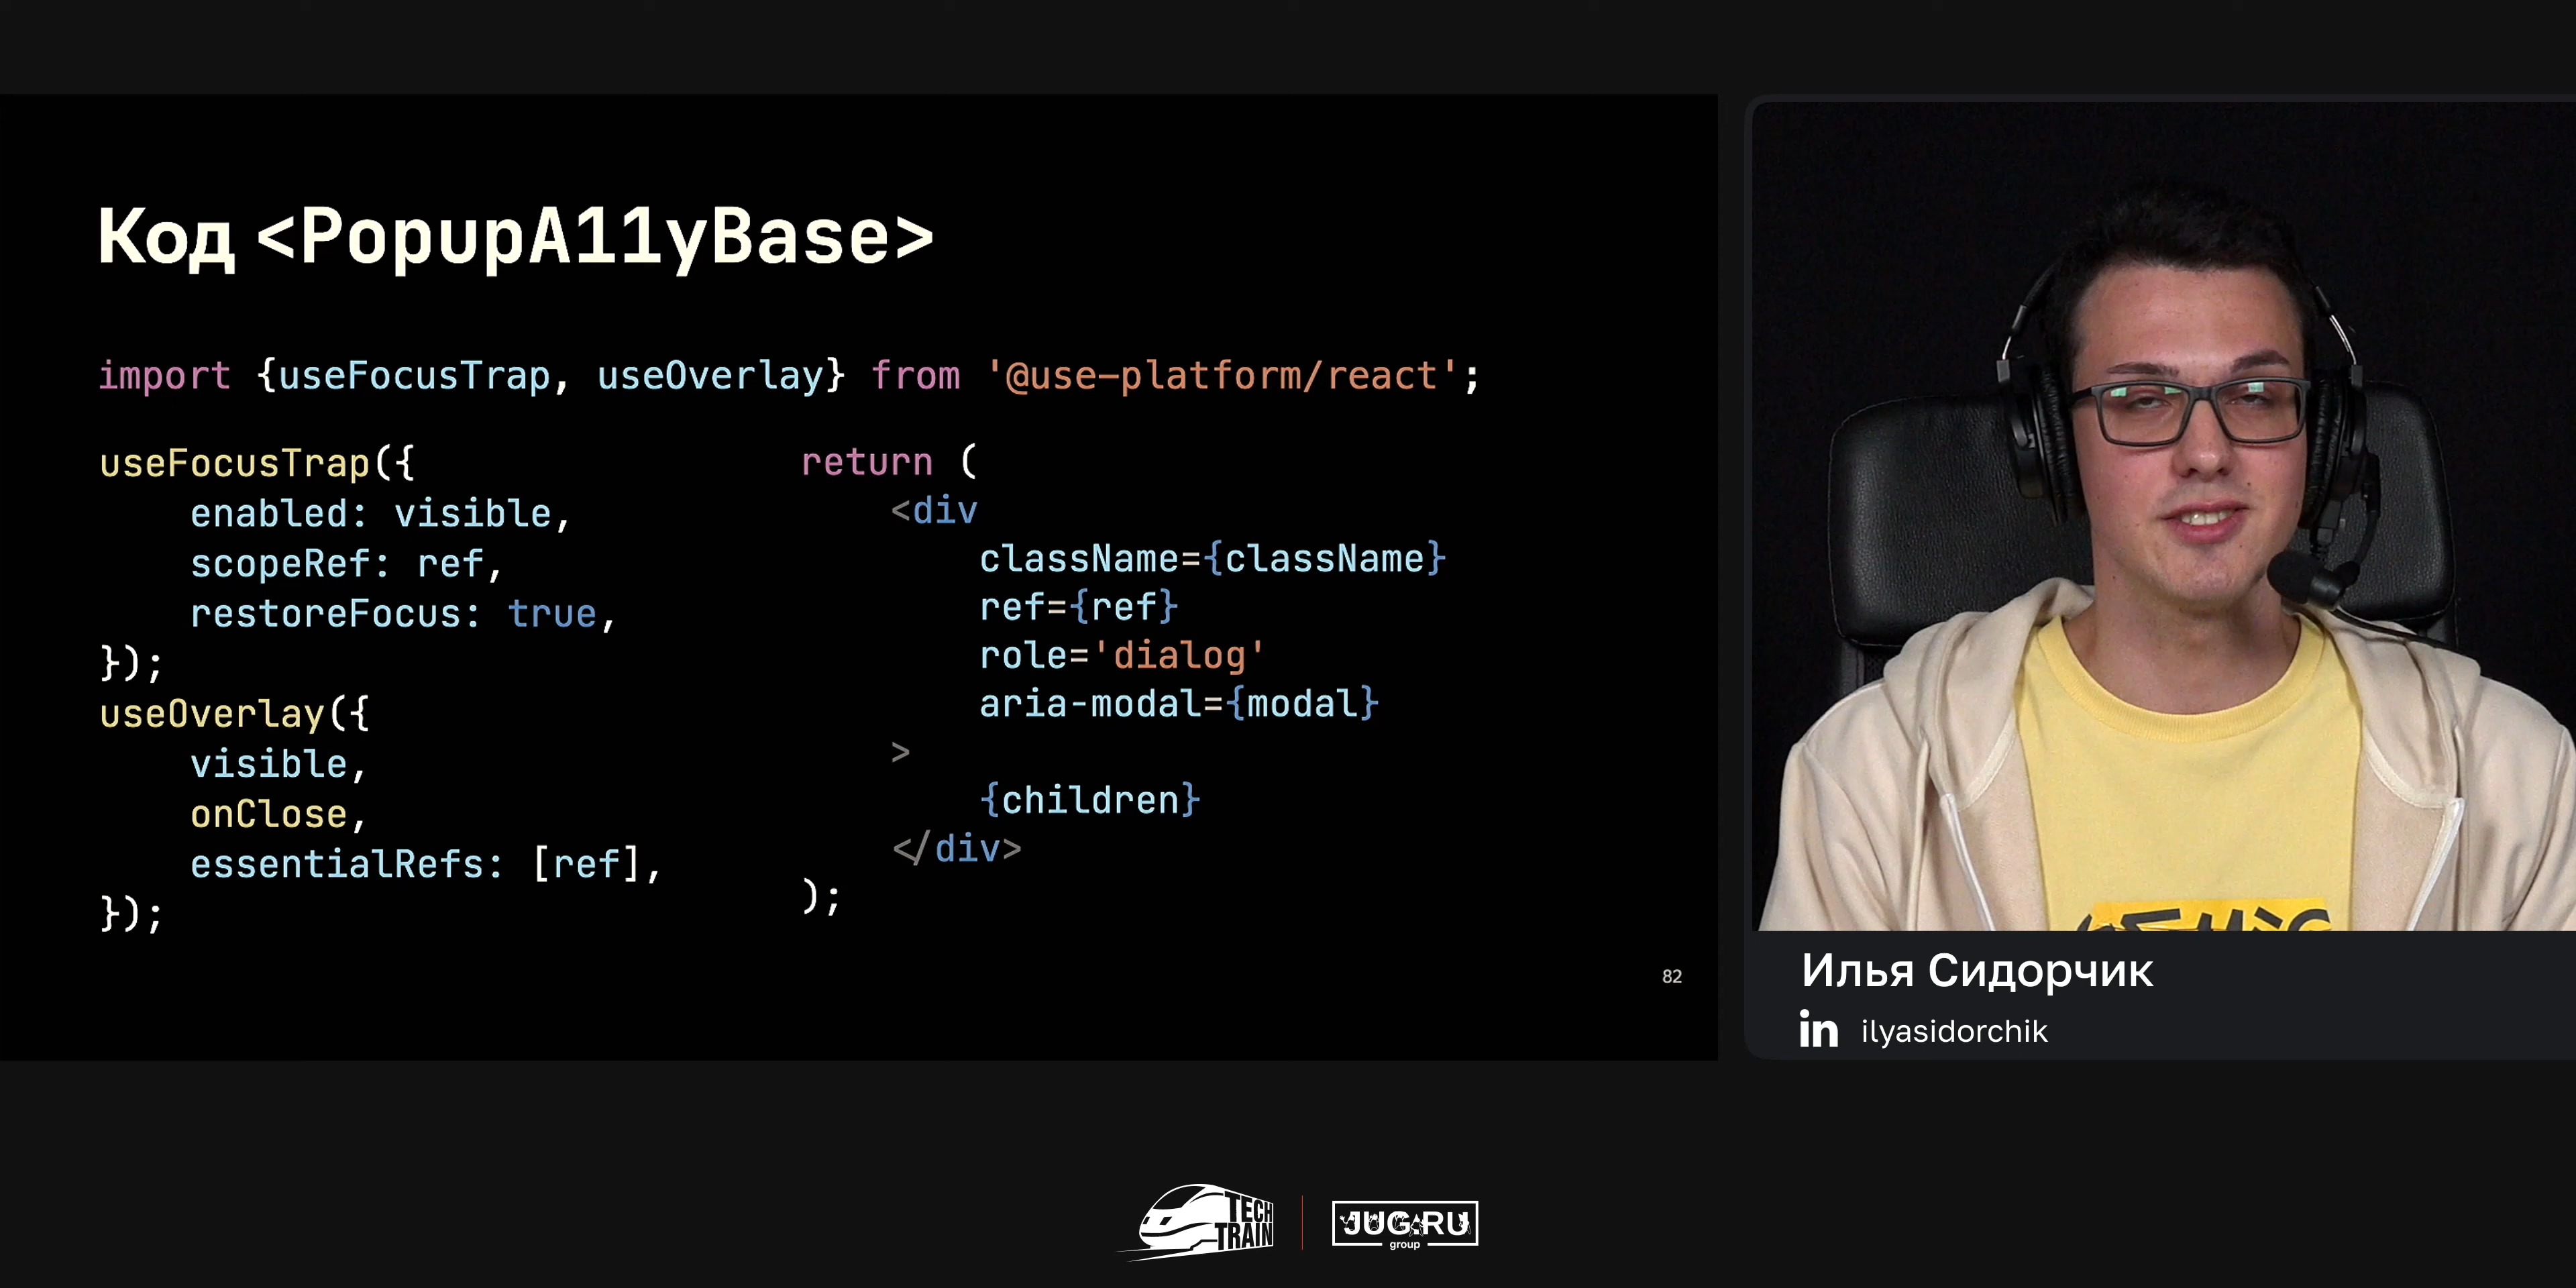 Код <PopupA11yBase>
import {useFocusTrap, useOverlay} from '@use-platform/react';
useFocusTrap({
enabled: visible,
scopeRef: ref,
restoreFocus: true,
});
useOverlay({
visible,
onClose,
essentialRefs: [ref],
});
return (
<div
className={className}
ref={ref}
role='dialog'
aria-modal={modal}
>
{children}
</div>
);
82
Илья Сидорчик
in ilyasidorchik
TECH
TRAIN
JUG.RU
group